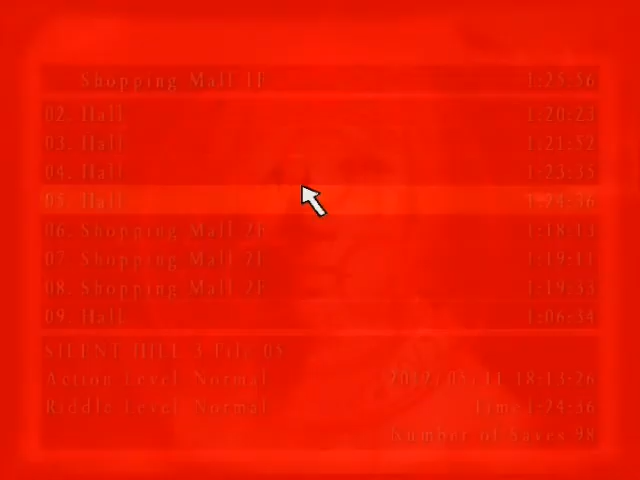 Shopping Mall 1F 1:25:56
02. Hall 1:20:23
03. Hall 1:21:52
04. Hall 1:23:35
05. Hall 1:24:36
06. Shopping Mall 2F 1:18:13
07. Shopping Mall 2F 1:19:11
08. Shopping Mall 2F 1:19:33
09. Hall 1:06:34
SILENT HILL 3 File 05
Action Level Normal 2012/05/11 18:13:26
Riddle Level Normal Time 1:24:36
Number of Saves 98